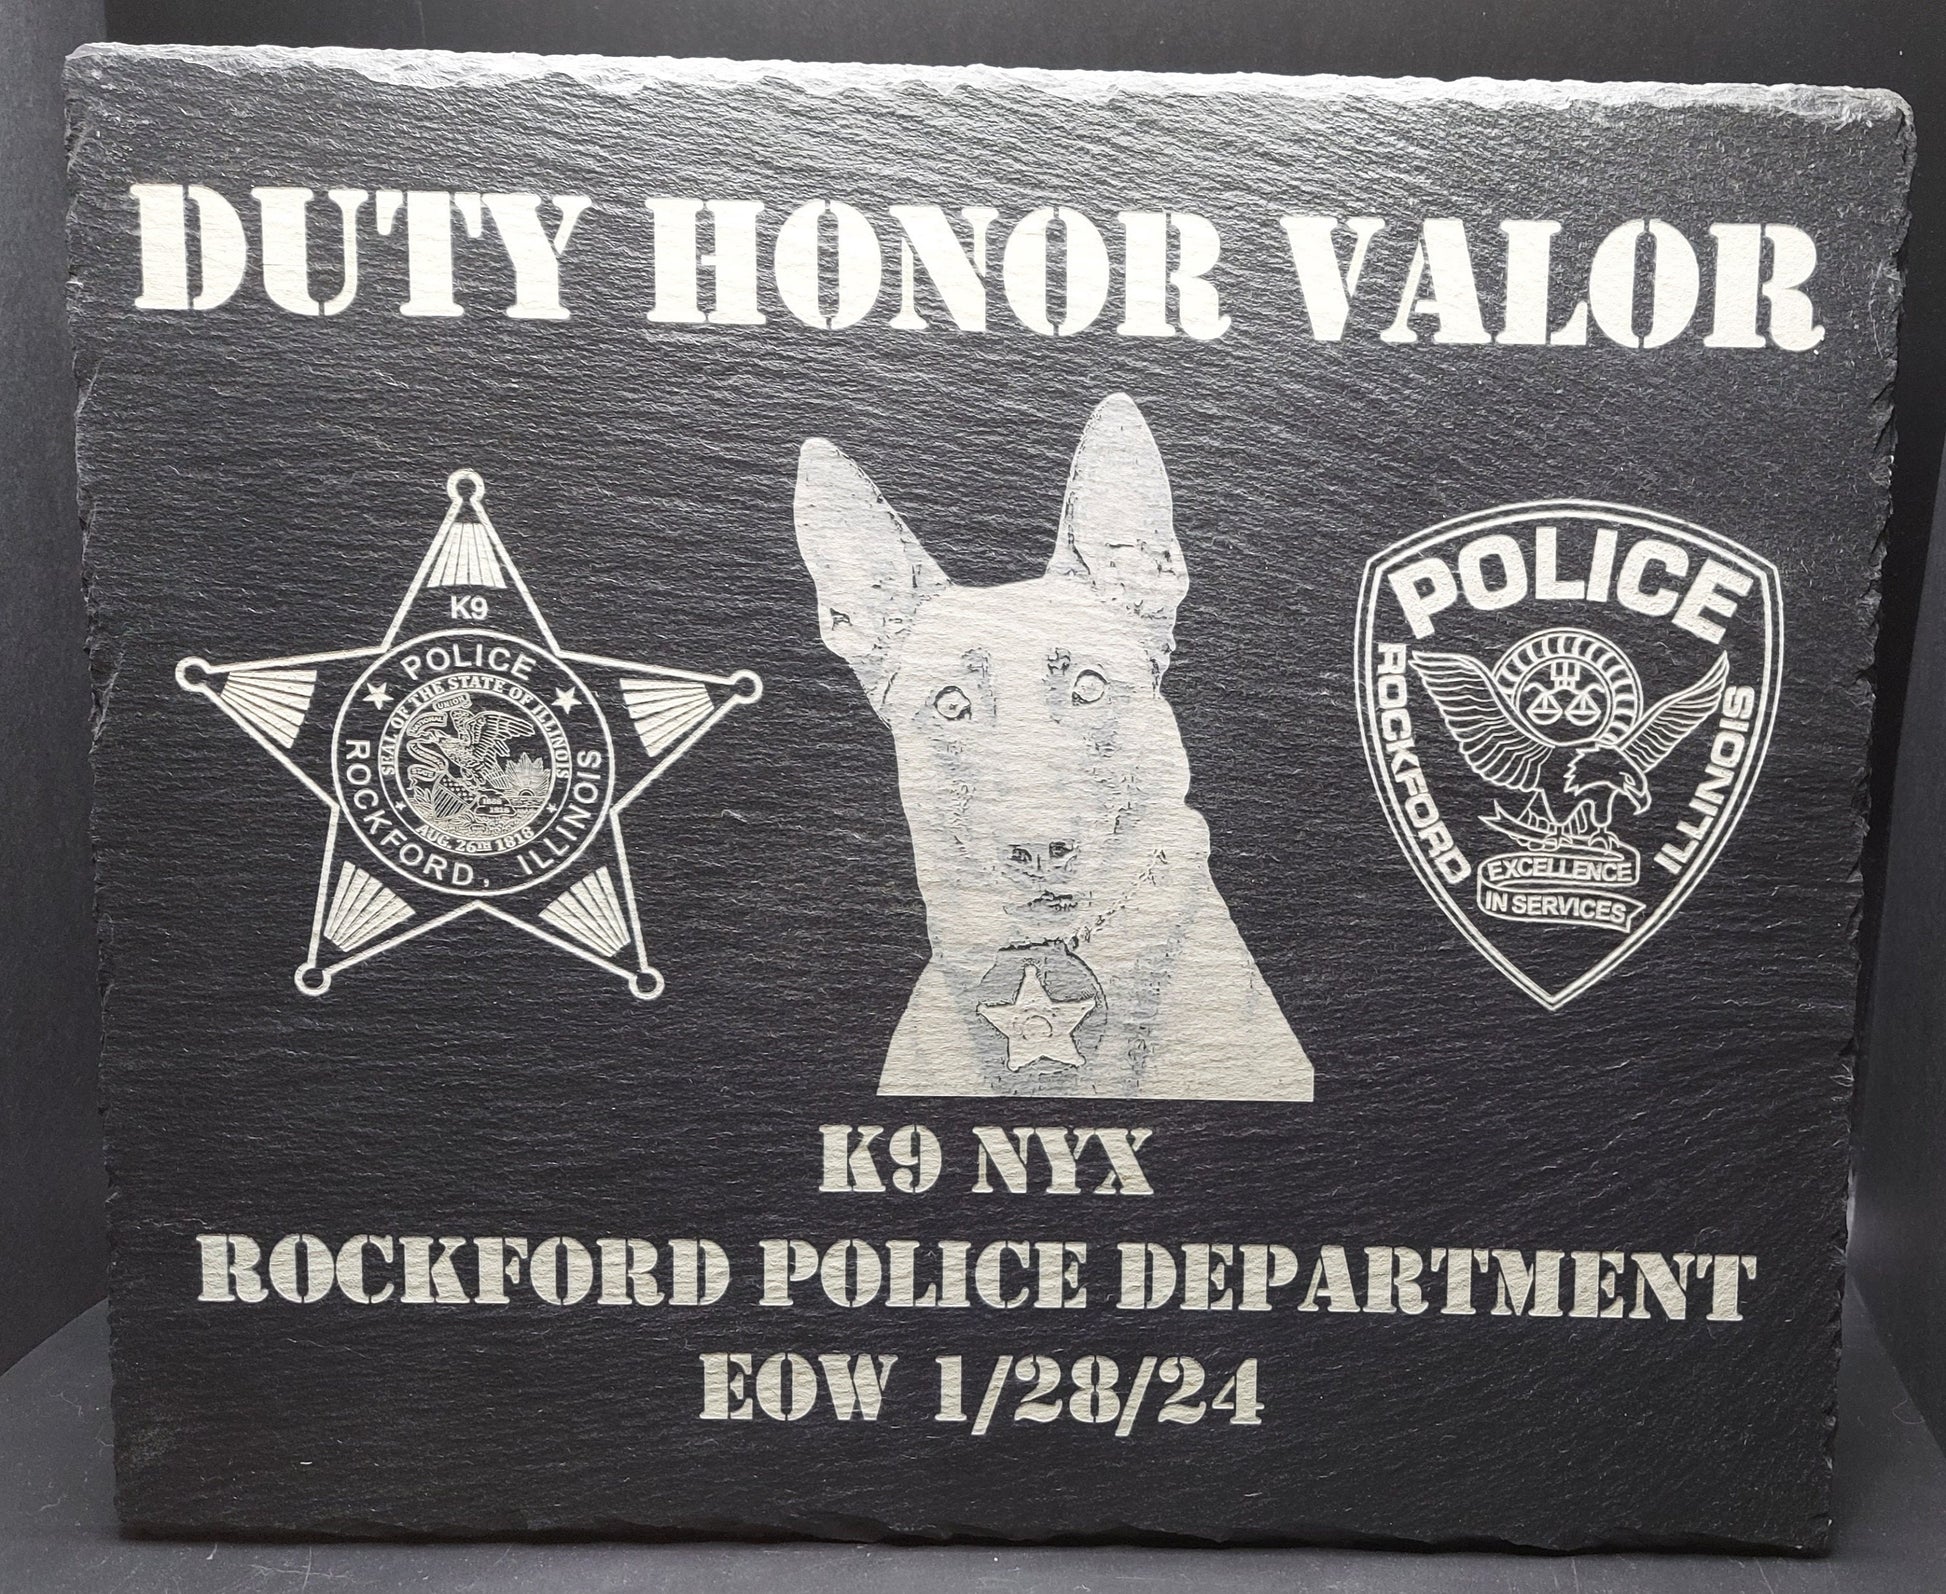 DUTY HONOR VALOR
K9
POLICE
SEAL OF THE STATE OF ILLINOIS
AUG. 26TH 1818
ROCKFORD, ILLINOIS
POLICE
ROCKFORD
ILLINOIS
EXCELLENCE
IN SERVICES
K9 NYX
ROCKFORD POLICE DEPARTMENT
EOW 1/28/24